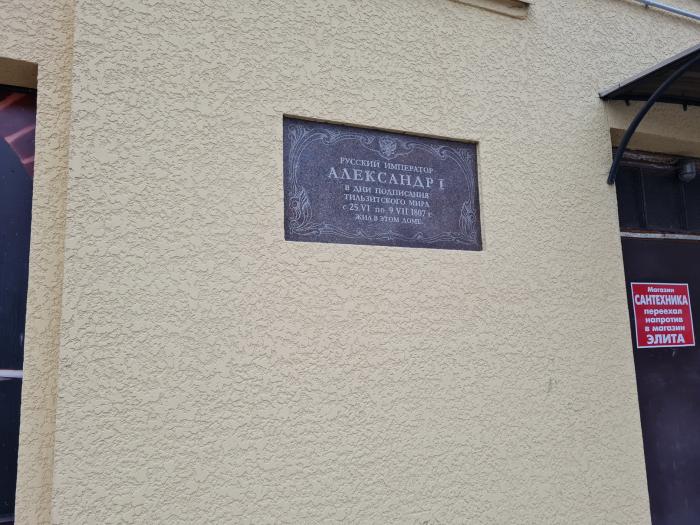 РУССКИЙ ИМПЕРАТОР
АЛЕКСАНДР I
В ДНИ ПОДПИСАНИЯ
ТИЛЬЗИТСКОГО МИРА
с 25.VI по 9.VII.1807 г.
ЖИЛ В ЭТОМ ДОМЕ.
Магазин
САНТЕХНИКА
переехал
напротив
в магазин
ЭЛИТА